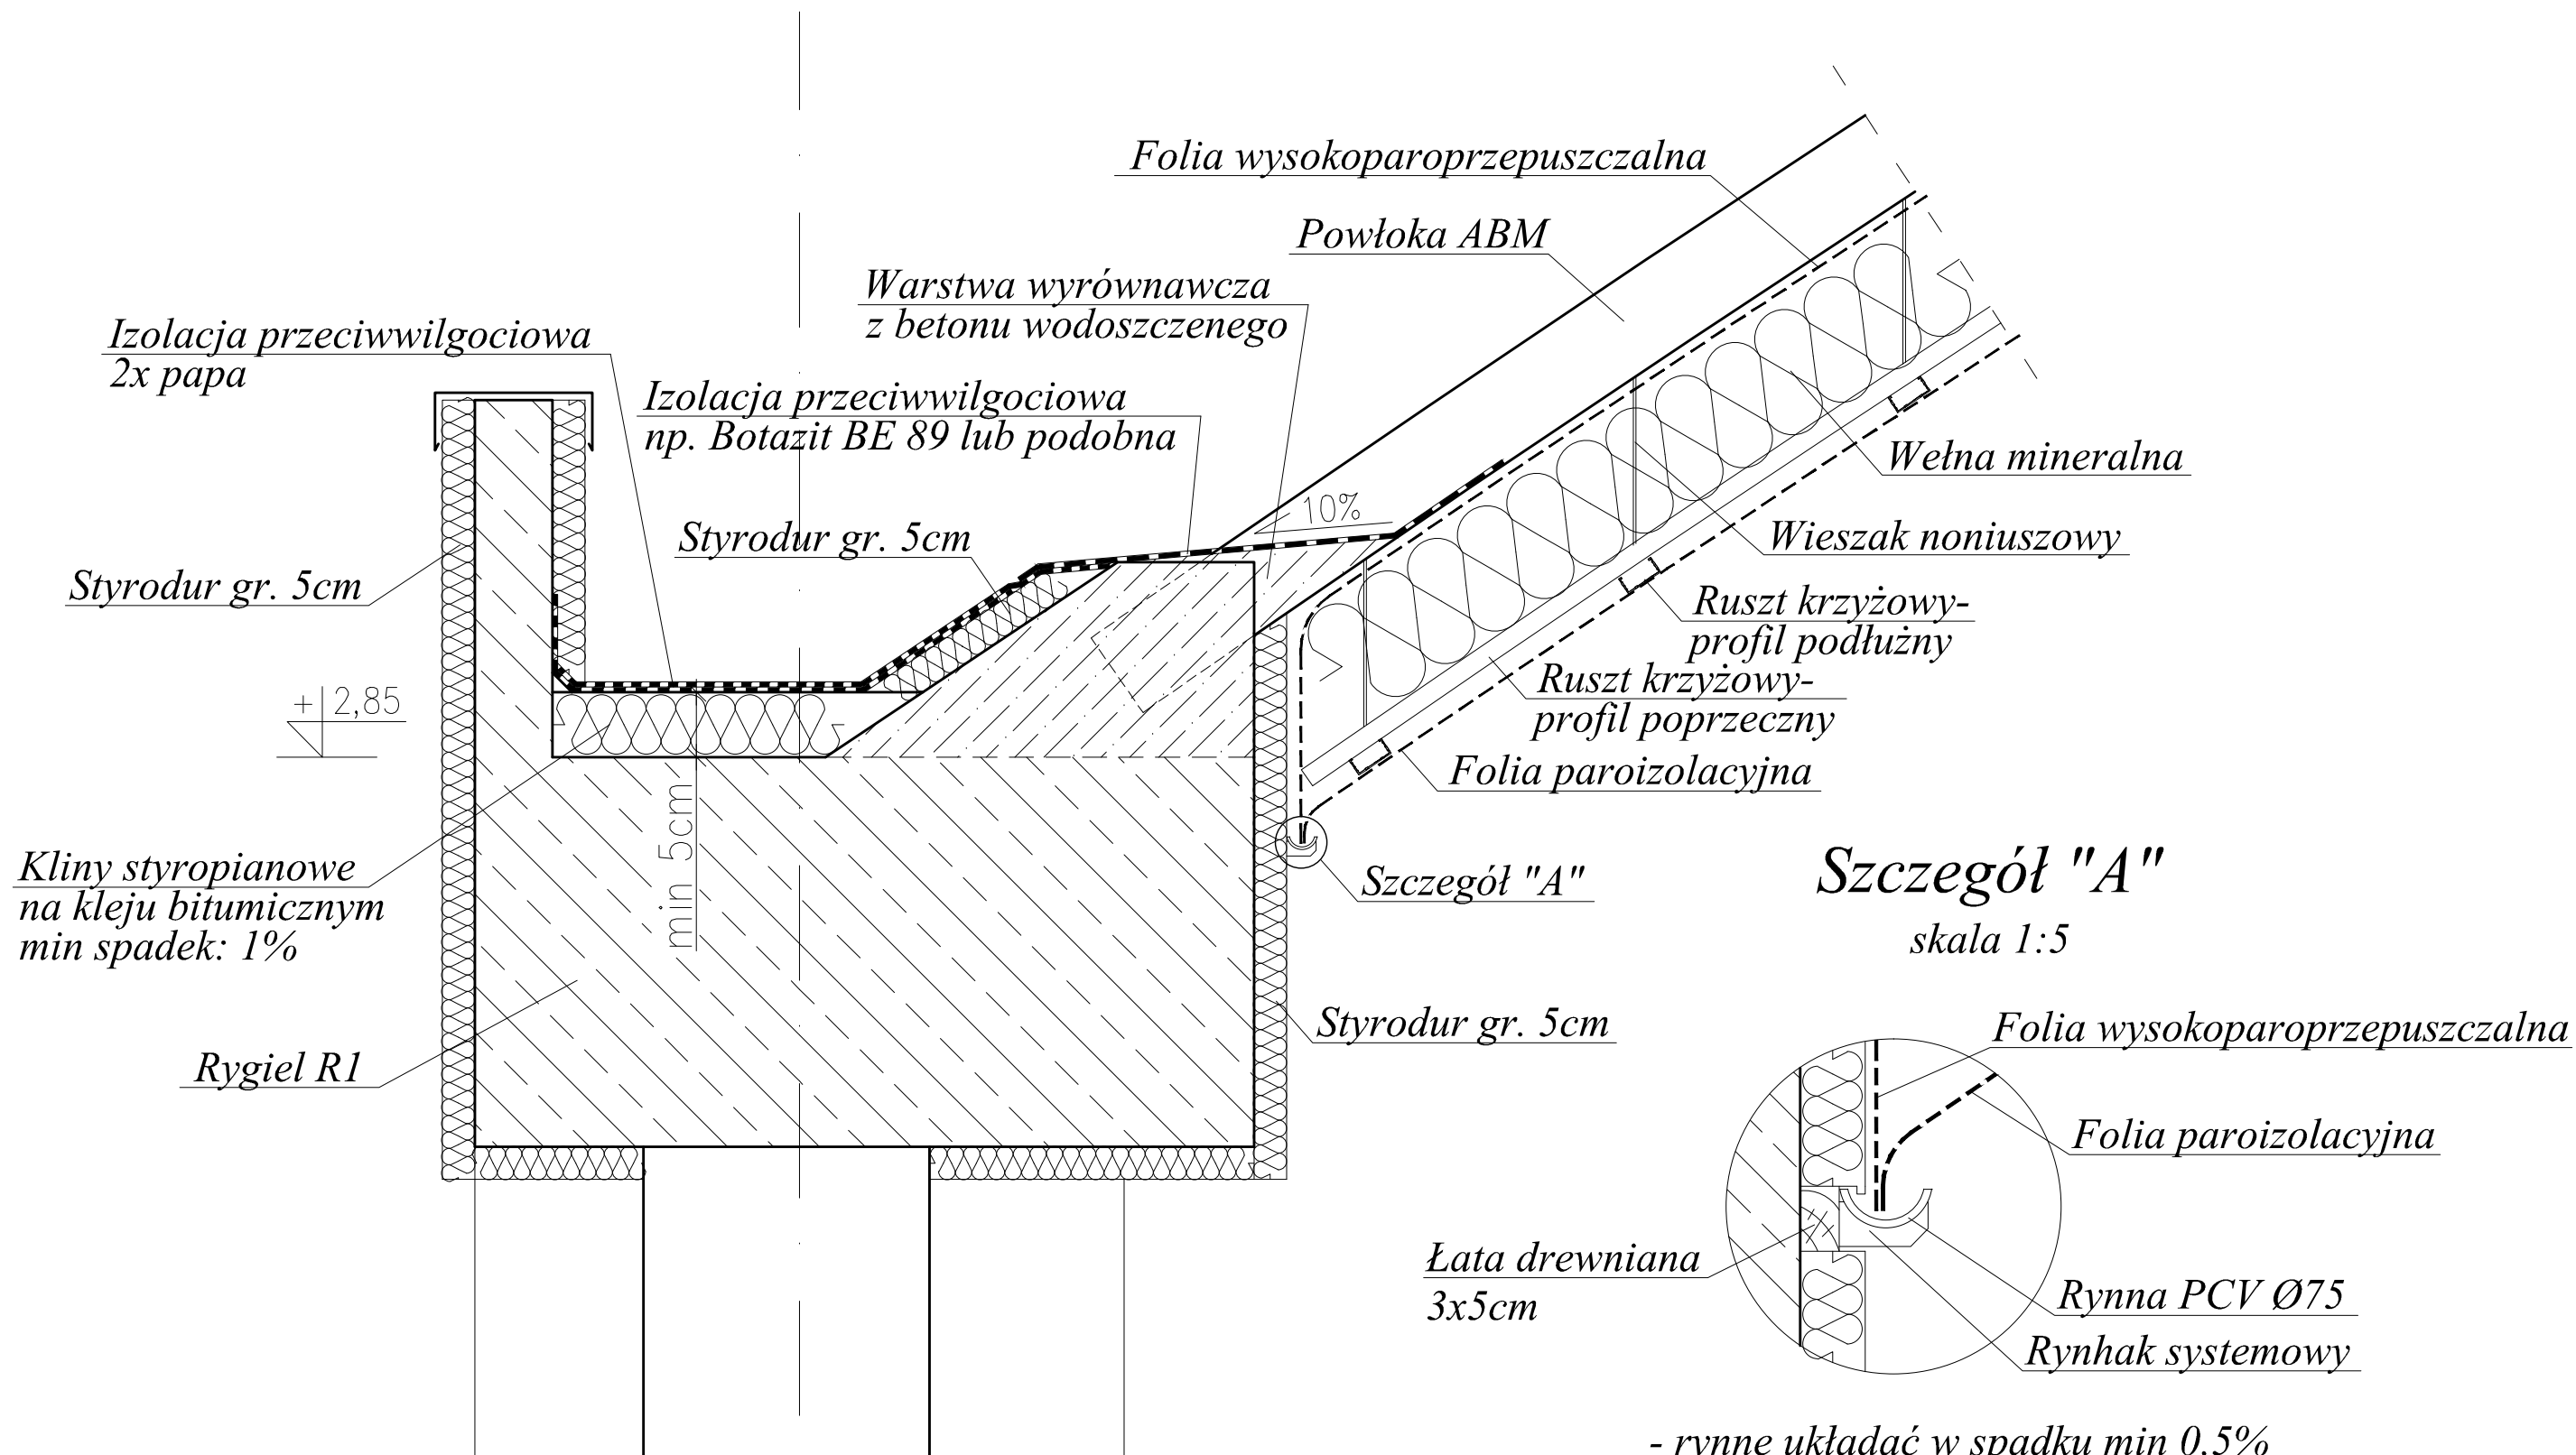 Folia wysokoparoprzepuszczalna
Powłoka ABM
Warstwa wyrównawcza
z betonu wodoszczenego
Izolacja przeciwwilgociowa
2x papa
Izolacja przeciwwilgociowa
np. Botazit BE 89 lub podobna
Wełna mineralna
10%
Styrodur gr. 5cm
Wieszak noniuszowy
Styrodur gr. 5cm
Ruszt krzyżowy-
profil podłużny
Ruszt krzyżowy-
profil poprzeczny
+2,85
Folia paroizolacyjna
min 5cm
Kliny styropianowe
na kleju bitumicznym
min spadek: 1%
Szczegół "A"
Szczegół "A"
skala 1:5
Styrodur gr. 5cm
Folia wysokoparoprzepuszczalna
Rygiel R1
Folia paroizolacyjna
Łata drewniana
3x5cm
Rynna PCV Ø75
Rynhak systemowy
- rynne układać w spadku min 0,5%